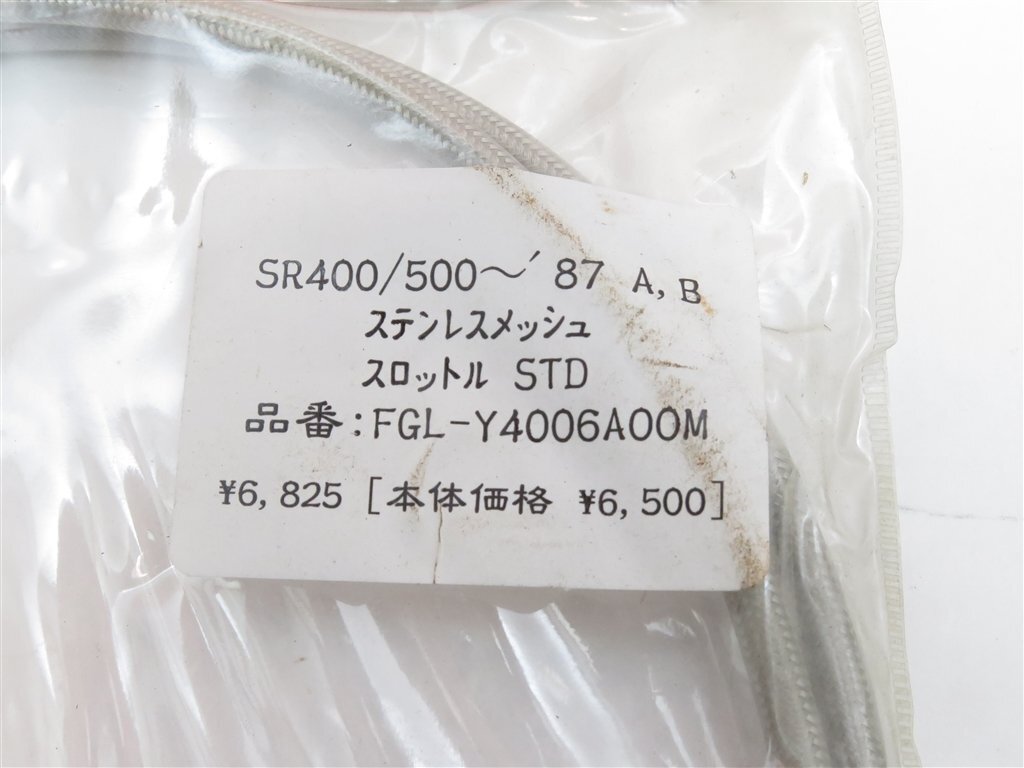 SR400/500～'87 A, B
ステンレスメッシュ
スロットル STD
品番:FGL-Y4006A00M
¥6,825 [本体価格 ¥6,500]